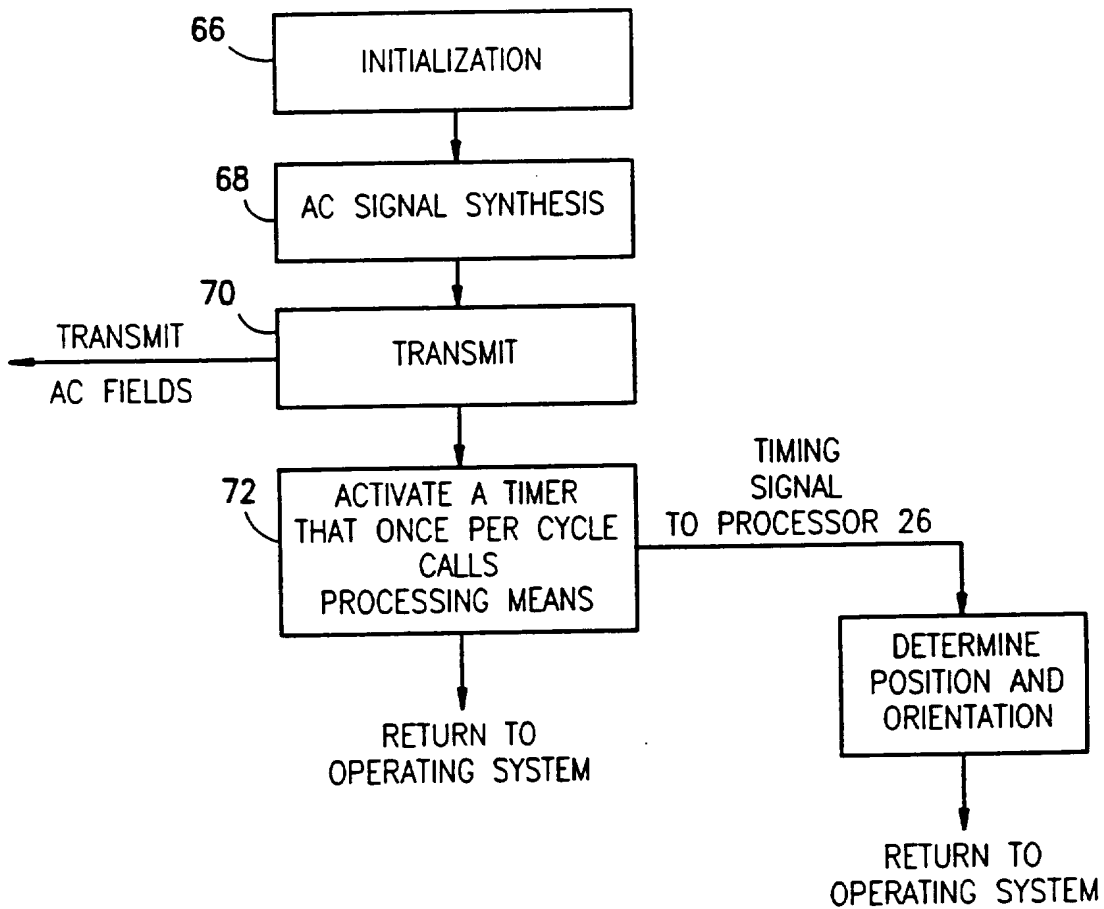 66
INITIALIZATION
68
AC SIGNAL SYNTHESIS
70
TRANSMIT
AC FIELDS
TRANSMIT
72
ACTIVATE A TIMER
THAT ONCE PER CYCLE
CALLS
PROCESSING MEANS
TIMING
SIGNAL
TO PROCESSOR 26
RETURN TO
OPERATING SYSTEM
DETERMINE
POSITION AND
ORIENTATION
RETURN TO
OPERATING SYSTEM